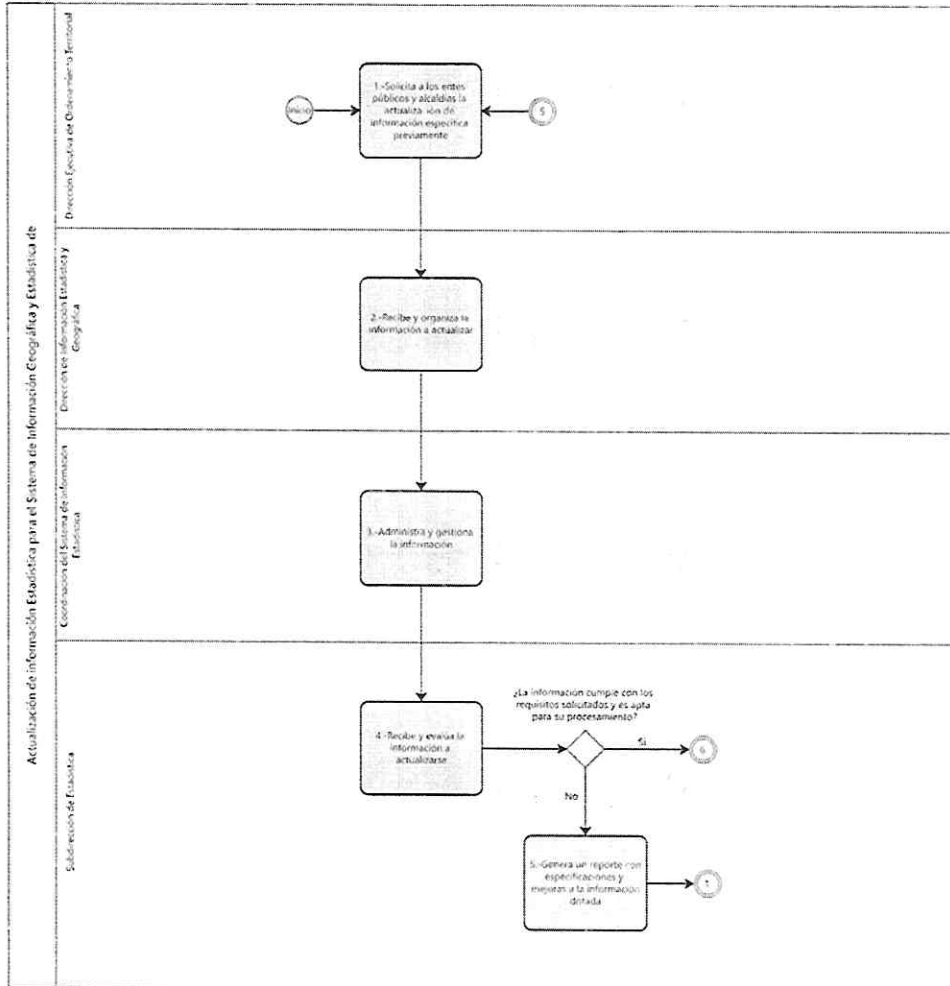 Actualización de información Estadística para el Sistema de Información Geográfica y Estadística de
Dirección Ejecutiva de Ordenamiento Territorial
Inicio
1.-Solicita a los entes
públicos y alcaldías la
actualización de
información específica
previamente
5
Dirección de Información Estadística y
Geográfica
2.-Recibe y organiza la
información a actualizar
Coordinación del Sistema de Información
Estadística
3.-Administra y gestiona
la información
Subdirección de Estadística
4.-Recibe y evalúa la
información a
actualizarse
¿La información cumple con los
requisitos solicitados y es apta
para su procesamiento?
Si
6
No
5.-Genera un reporte con
especificaciones y
mejoras a la información
dotada
1